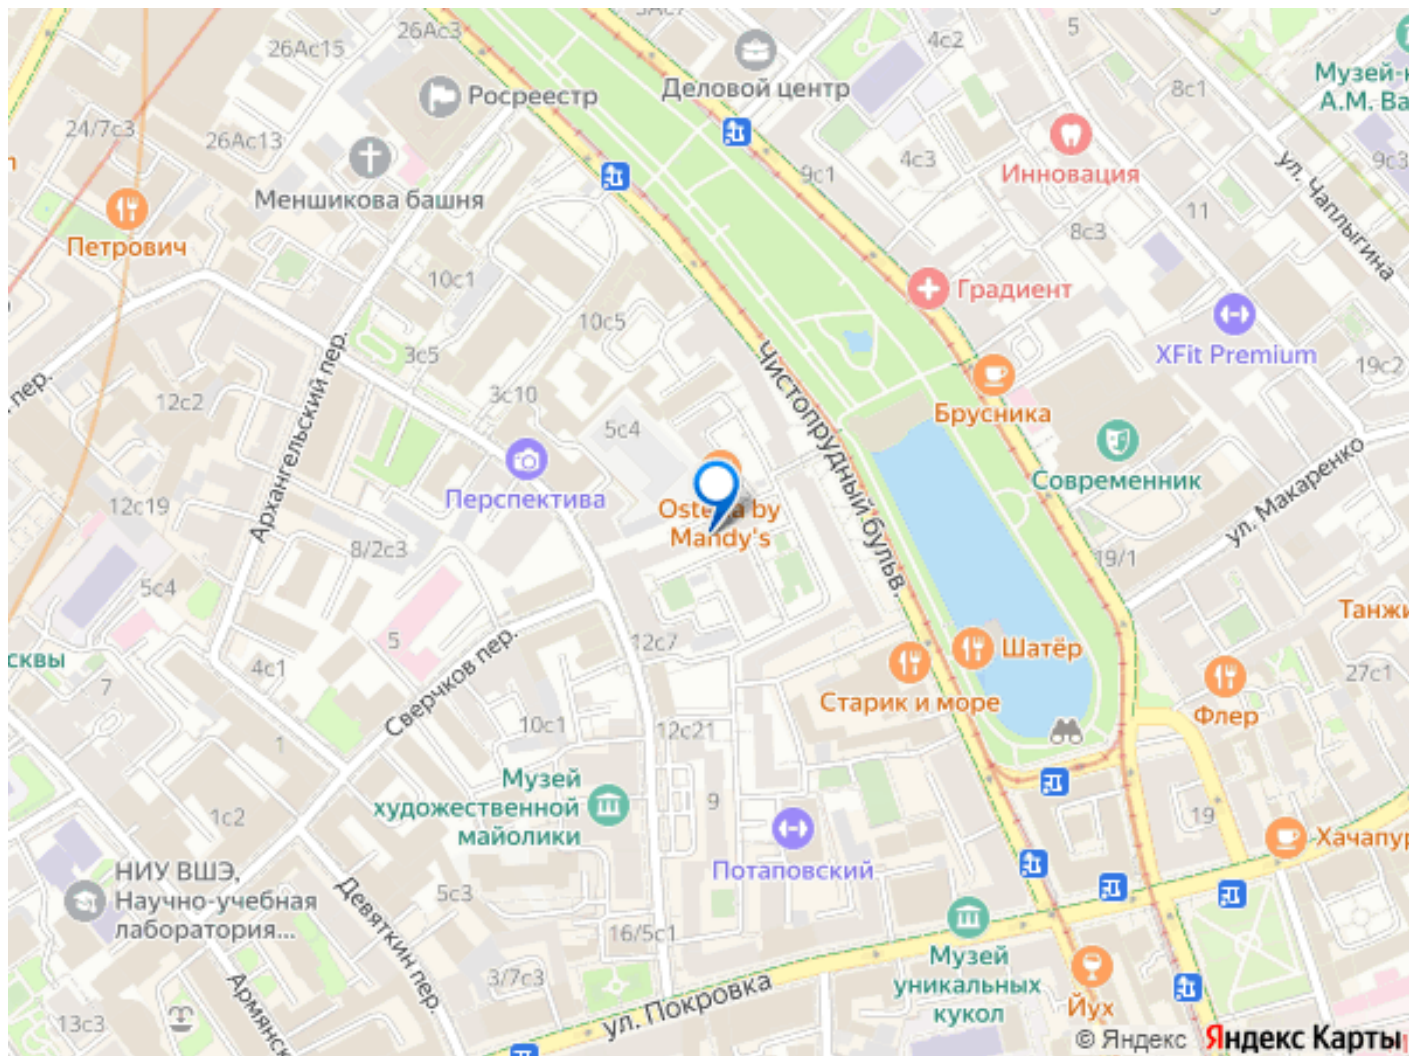 26Ас3
5
4с2
26Ас15
Деловой центр
Музей-
А.М. Ва
8с1
Росреестр
24/7с3
26Ас13
4с3
9с3
9с1
Инновация
ул. Чаплыгина
Меншикова башня
11
Петрович
8с3
10с1
Градиент
10с5
Чистопрудный бульв.
XFit Premium
3с5
19с2
Архангельский пер.
пер.
3с10
12с2
Брусника
5с4
Современник
ул. Макаренко
Перспектива
12с19
by
Mandy's
8/2с3
19/1
5с4
Танжи
5
12с7
Шатёр
сквы
4с1
27с1
7
Сверчков пер.
Старик и море
Флер
10с1
12с21
1
Музей
художественной
майолики
9
19
1с2
Хачапур
Потаповский
НИУ ВШЭ,
Научно-учебная
лаборатория...
Девяткин пер.
5с3
16/5с1
Музей
уникальных
кукол
3/7с3
ул. Покровка
Йух
Армянск
13с3
© Яндекс Яндекс Карты